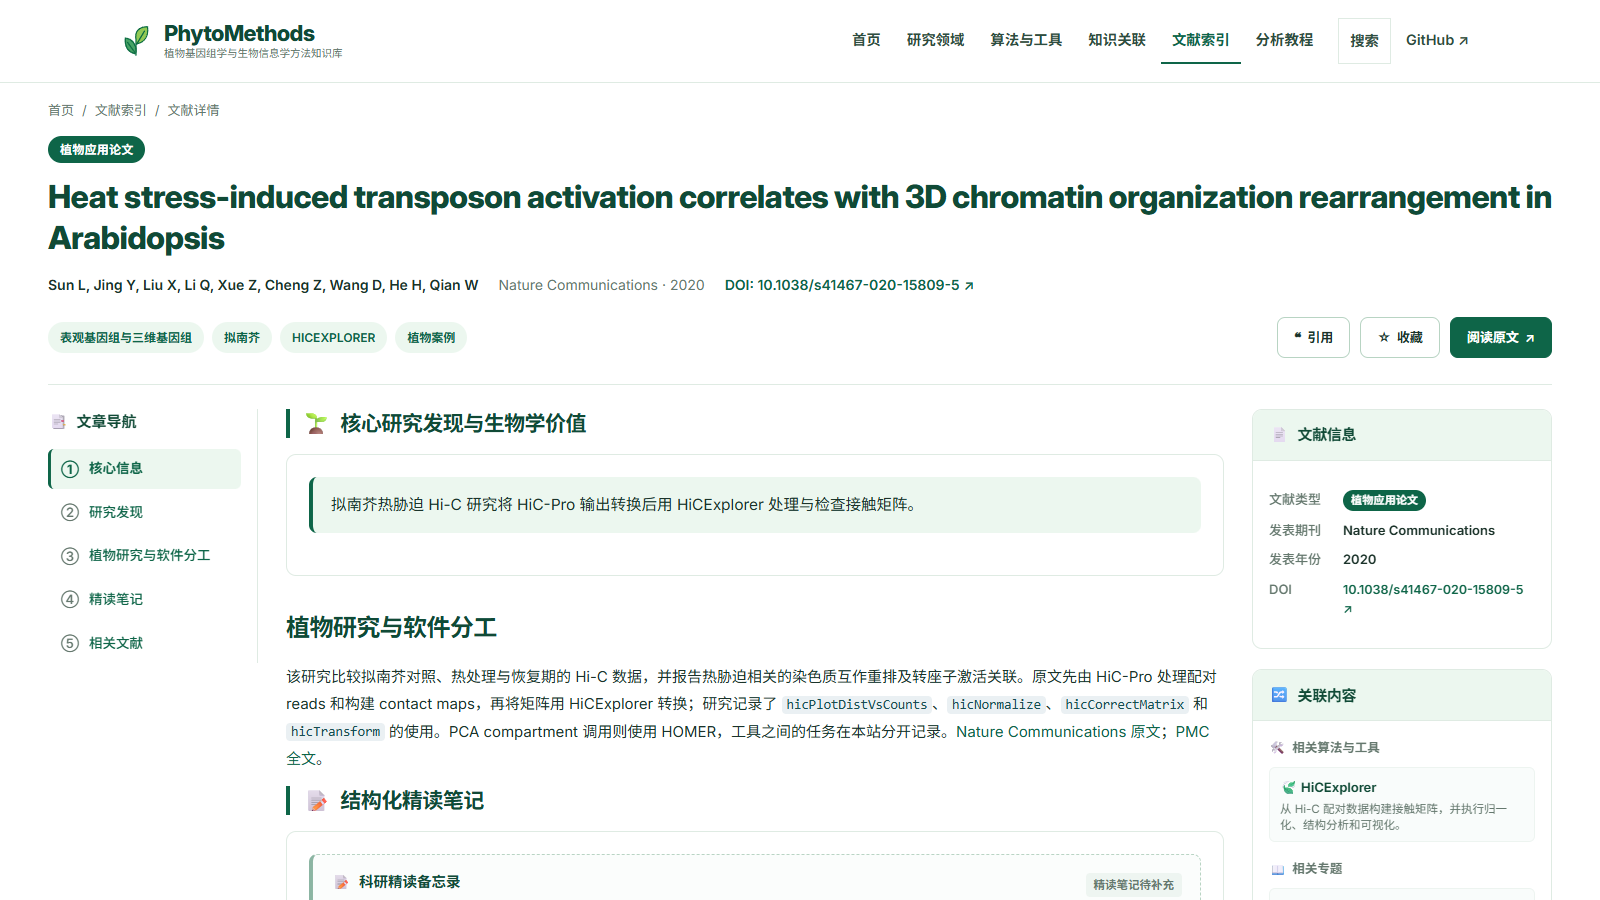 PhytoMethods
植物基因组学与生物信息学方法知识库
首页 研究领域 算法与工具 知识关联 文献索引 分析教程 搜索 GitHub ↗
首页 / 文献索引 / 文献详情
植物应用论文
Heat stress-induced transposon activation correlates with 3D chromatin organization rearrangement in
Arabidopsis
Sun L, Jing Y, Liu X, Li Q, Xue Z, Cheng Z, Wang D, He H, Qian W Nature Communications · 2020 DOI: 10.1038/s41467-020-15809-5 ↗
表观基因组与三维基因组 拟南芥 HICEXPLORER 植物案例
❝ 引用 ☆ 收藏 阅读原文 ↗
文章导航
① 核心信息
② 研究发现
③ 植物研究与软件分工
④ 精读笔记
⑤ 相关文献
核心研究发现与生物学价值
拟南芥热胁迫 Hi-C 研究将 HiC-Pro 输出转换后用 HiCExplorer 处理与检查接触矩阵。
植物研究与软件分工
该研究比较拟南芥对照、热处理与恢复期的 Hi-C 数据，并报告热胁迫相关的染色质互作重排及转座子激活关联。原文先由 HiC-Pro 处理配对
reads 和构建 contact maps，再将矩阵用 HiCExplorer 转换；研究记录了 hicPlotDistVsCounts、hicNormalize、hicCorrectMatrix 和
hicTransform 的使用。PCA compartment 调用则使用 HOMER，工具之间的任务在本站分开记录。Nature Communications 原文；PMC
全文。
结构化精读笔记
科研精读备忘录
精读笔记待补充
文献信息
文献类型 植物应用论文
发表期刊 Nature Communications
发表年份 2020
DOI 10.1038/s41467-020-15809-5
↗
关联内容
相关算法与工具
HiCExplorer
从 Hi-C 配对数据构建接触矩阵，并执行归一
化、结构分析和可视化。
相关专题